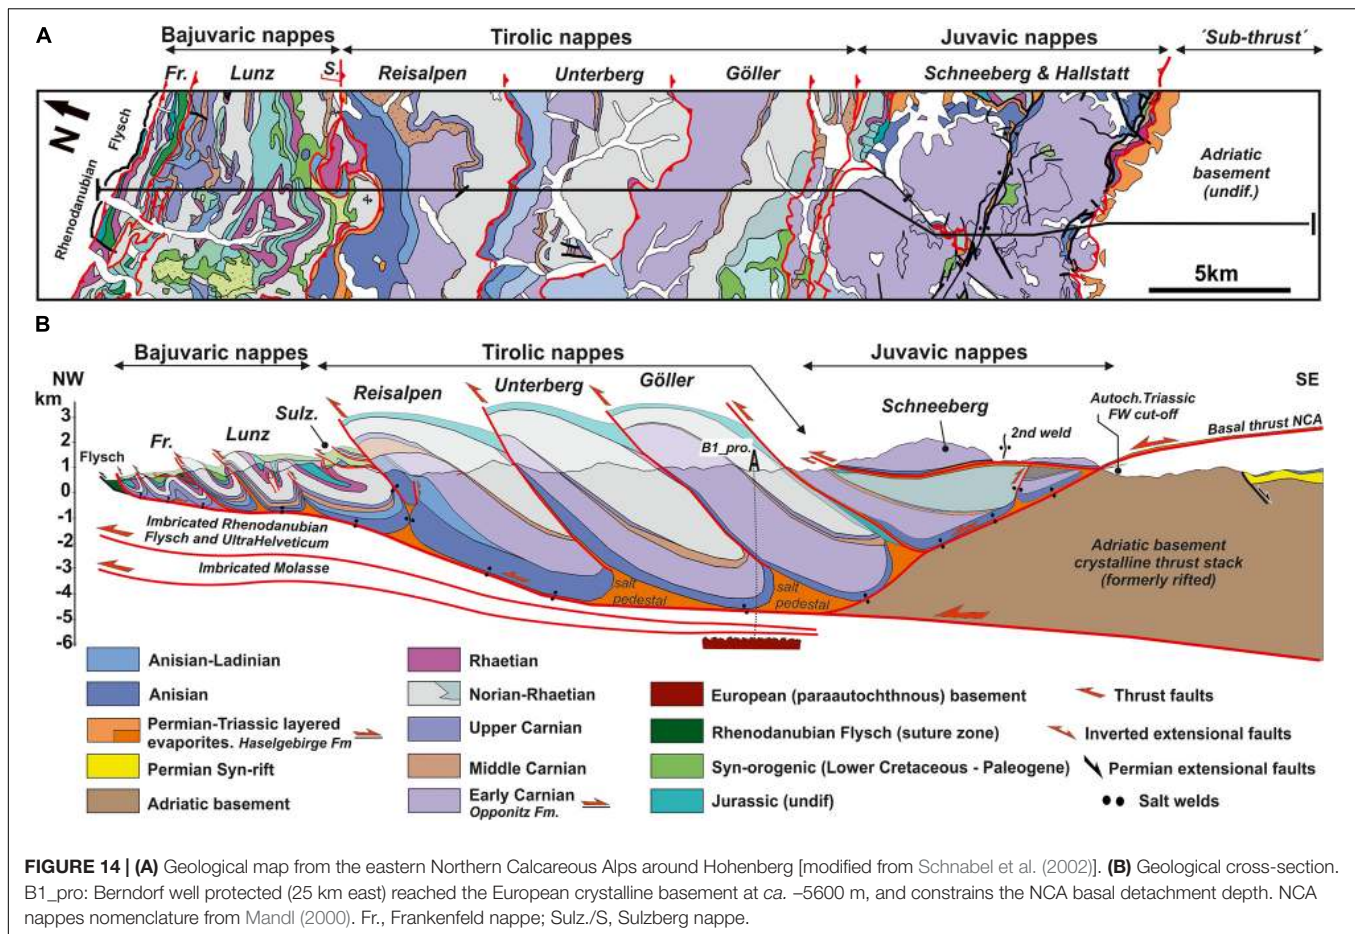 A
Bajuvaric nappes
Tirolic nappes
Juvavic nappes
´Sub-thrust´
Fr.
Lunz
S.
Reisalpen
Unterberg
Göller
Schneeberg & Hallstatt
N
Flysch
Rhenodanubian
Adriatic
basement
(undif.)
5km
B
Bajuvaric nappes
Tirolic nappes
Juvavic nappes
NW
SE
km
3
2
1
0
-1
-2
-3
-4
-5
-6
Flysch
Fr.
Lunz
Sulz.
Reisalpen
Unterberg
Göller
B1_pro.
Schneeberg
2nd weld
Autoch.Triassic
FW cut-off
Basal thrust NCA
Imbricated Rhenodanubian
Flysch and UltraHelveticum
Imbricated Molasse
salt
pedestal
salt
pedestal
Adriatic basement
crystalline thrust stack
(formerly rifted)
Anisian-Ladinian
Anisian
Permian-Triassic layered
evaporites. Haselgebirge Fm
Permian Syn-rift
Adriatic basement
Rhaetian
Norian-Rhaetian
Upper Carnian
Middle Carnian
Early Carnian
Opponitz Fm.
European (paraautochthnous) basement
Rhenodanubian Flysch (suture zone)
Syn-orogenic (Lower Cretaceous - Paleogene)
Jurassic (undif)
Thrust faults
Inverted extensional faults
Permian extensional faults
Salt welds
FIGURE 14 | (A) Geological map from the eastern Northern Calcareous Alps around Hohenberg [modified from Schnabel et al. (2002)]. (B) Geological cross-section.
B1_pro: Berndorf well protected (25 km east) reached the European crystalline basement at ca. –5600 m, and constrains the NCA basal detachment depth. NCA
nappes nomenclature from Mandl (2000). Fr., Frankenfeld nappe; Sulz./S, Sulzberg nappe.